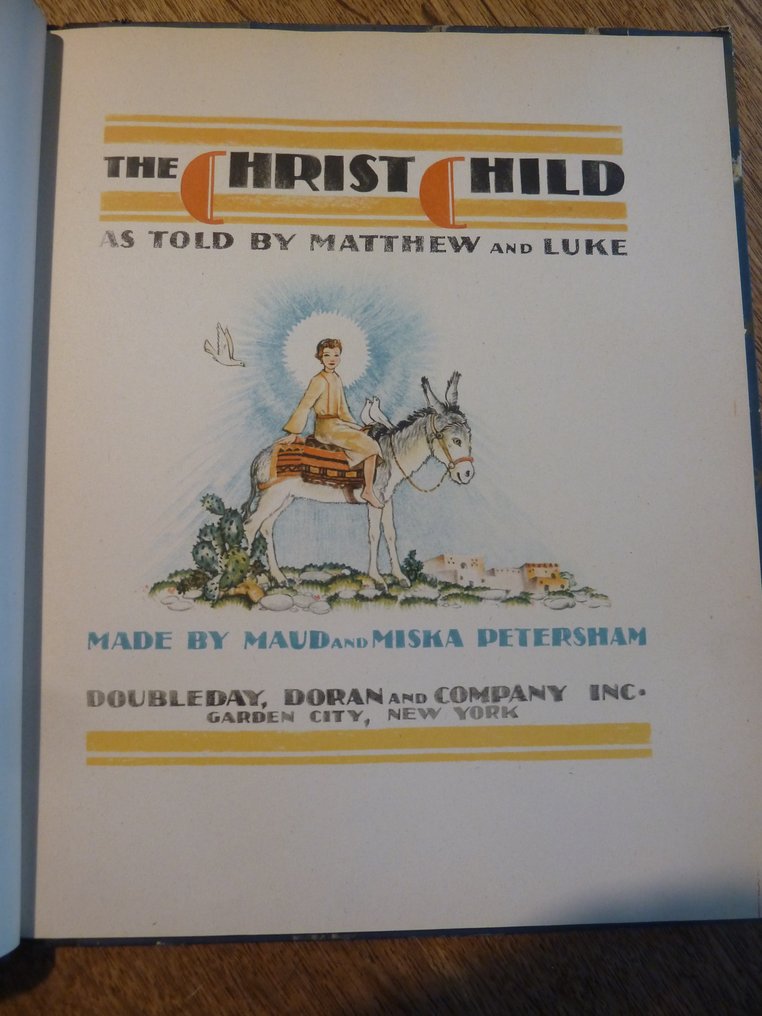 THE CHRIST CHILD
AS TOLD BY MATTHEW AND LUKE
MADE BY MAUD AND MISKA PETERSHAM
DOUBLEDAY, DORAN AND COMPANY INC.
GARDEN CITY, NEW YORK